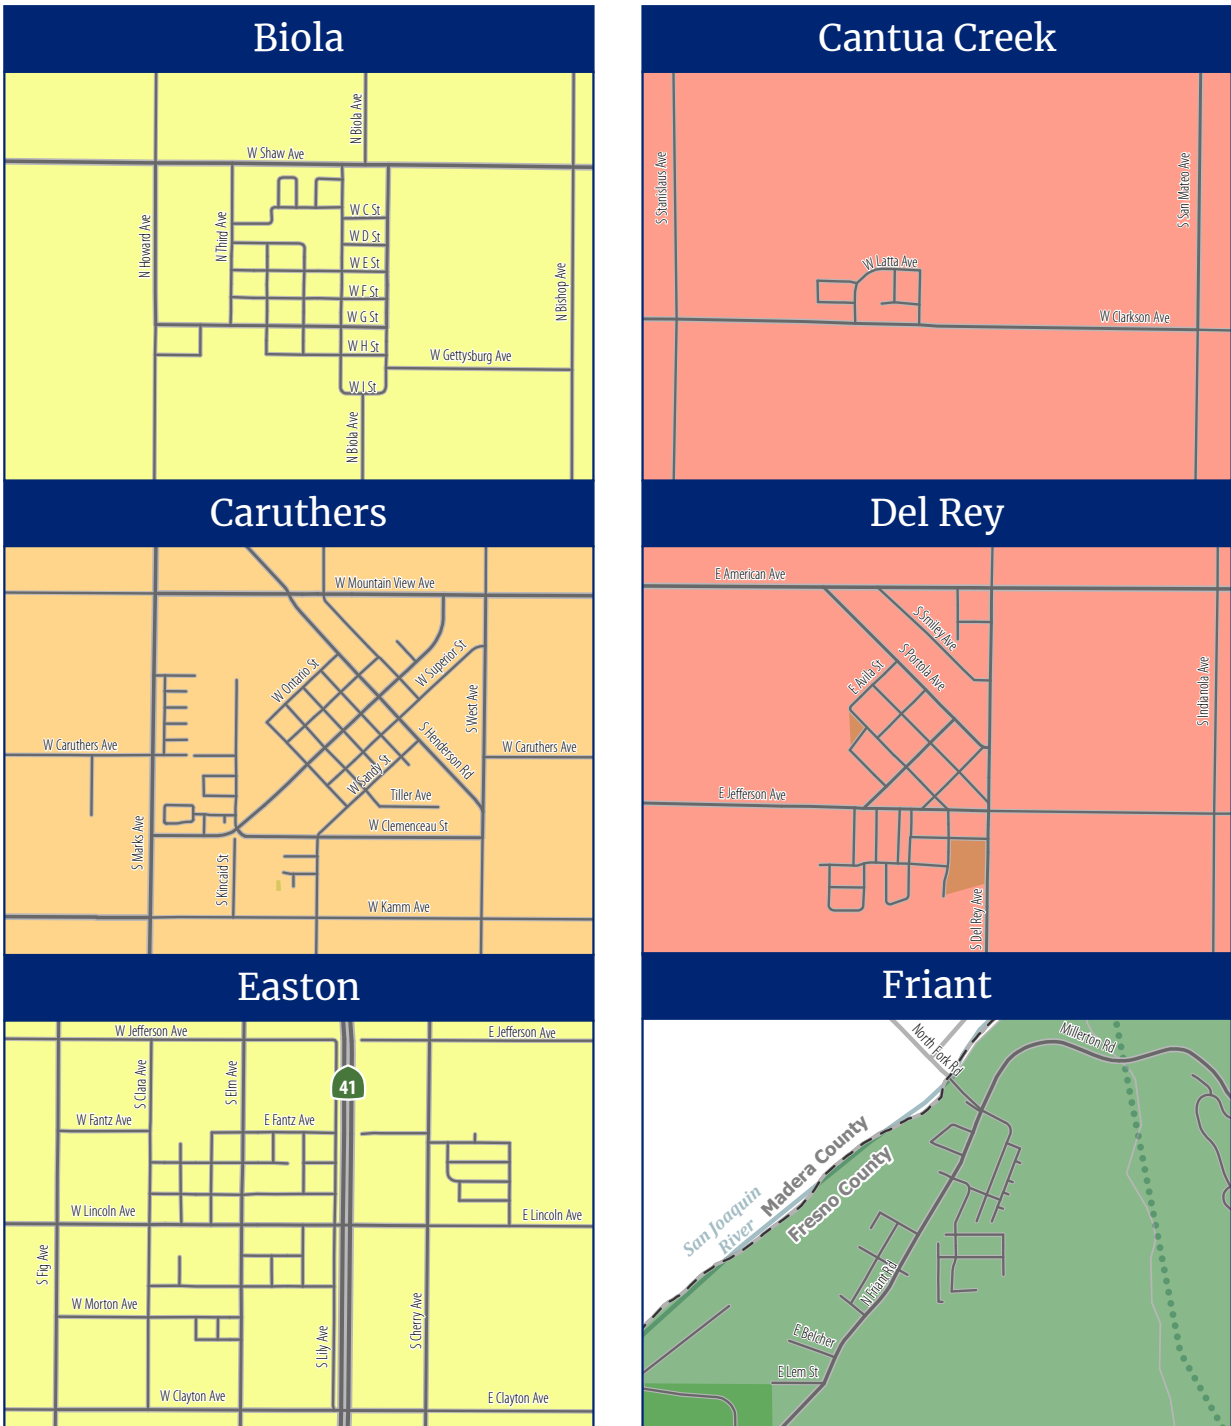 Biola
N Biola Ave
W Shaw Ave
N Howard Ave
N Third Ave
W C St
W D St
W E St
W F St
W G St
W H St
W I St
N Bishop Ave
W Gettysburg Ave
N Biola Ave
Cantua Creek
S Stanislaus Ave
S San Mateo Ave
W Latta Ave
W Clarkson Ave
Caruthers
W Mountain View Ave
W Ontario St
W Superior St
S West Ave
W Caruthers Ave
S Henderson Rd
W Caruthers Ave
W Sandy St
Tiller Ave
W Clemenceau St
S Marks Ave
S Kincaid St
W Kamm Ave
Del Rey
E American Ave
S Smiley Ave
S Portola Ave
E Avila St
S Indianola Ave
E Jefferson Ave
S Del Rey Ave
Easton
W Jefferson Ave
E Jefferson Ave
S Clara Ave
S Elm Ave
41
W Fantz Ave
E Fantz Ave
W Lincoln Ave
E Lincoln Ave
S Fig Ave
W Morton Ave
S Lily Ave
S Cherry Ave
W Clayton Ave
E Clayton Ave
Friant
North Fork Rd
Millerton Rd
Madera County
Fresno County
San Joaquin
River
N Friant Rd
E Belcher
E Lem St